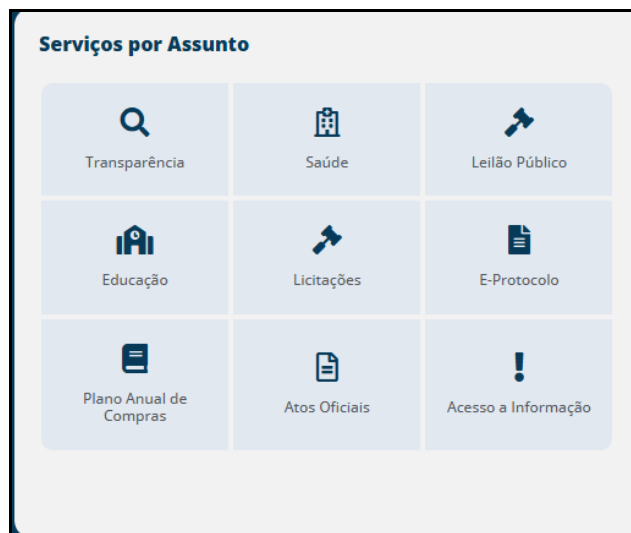 Serviços por Assunto
Transparência
Saúde
Leilão Público
Educação
Licitações
E-Protocolo
Plano Anual de
Compras
Atos Oficiais
Acesso a Informação